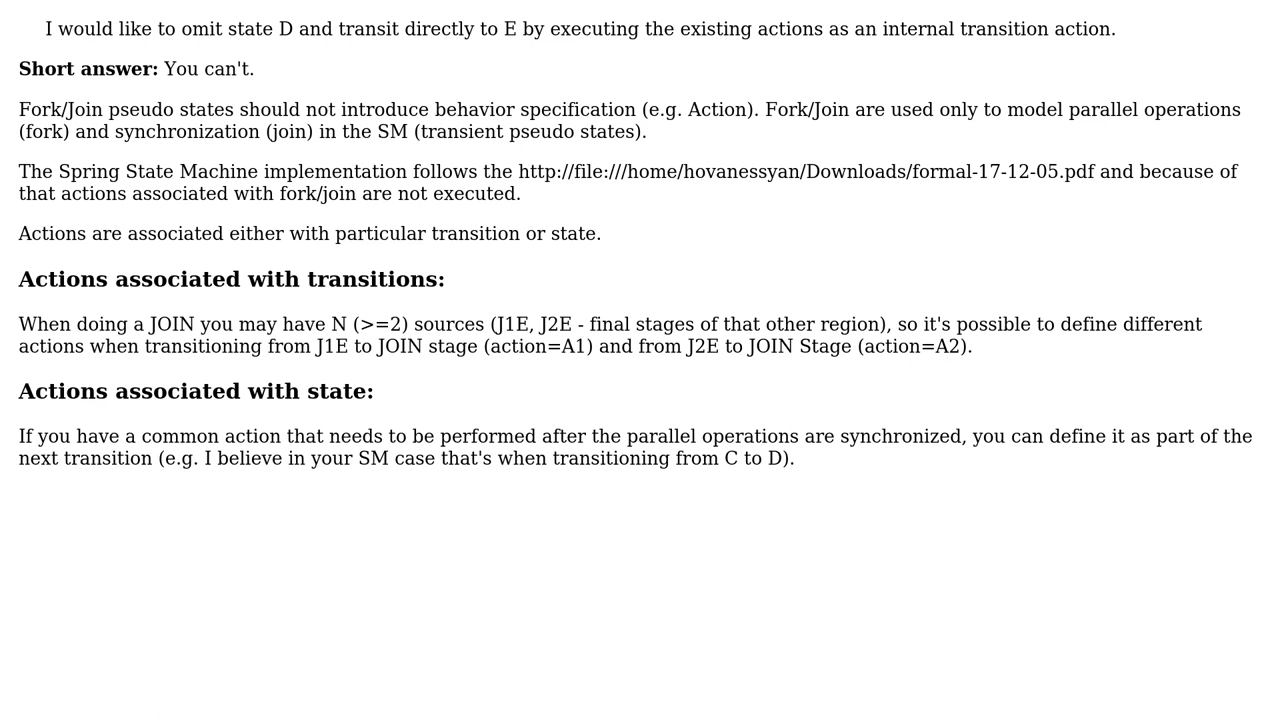 I would like to omit state D and transit directly to E by executing the existing actions as an internal transition action.
Short answer: You can't.
Fork/Join pseudo states should not introduce behavior specification (e.g. Action). Fork/Join are used only to model parallel operations
(fork) and synchronization (join) in the SM (transient pseudo states).
The Spring State Machine implementation follows the http://file:///home/hovanessyan/Downloads/formal-17-12-05.pdf and because of
that actions associated with fork/join are not executed.
Actions are associated either with particular transition or state.
Actions associated with transitions:
When doing a JOIN you may have N (>=2) sources (J1E, J2E - final stages of that other region), so it's possible to define different
actions when transitioning from J1E to JOIN stage (action=A1) and from J2E to JOIN Stage (action=A2).
Actions associated with state:
If you have a common action that needs to be performed after the parallel operations are synchronized, you can define it as part of the
next transition (e.g. I believe in your SM case that's when transitioning from C to D).